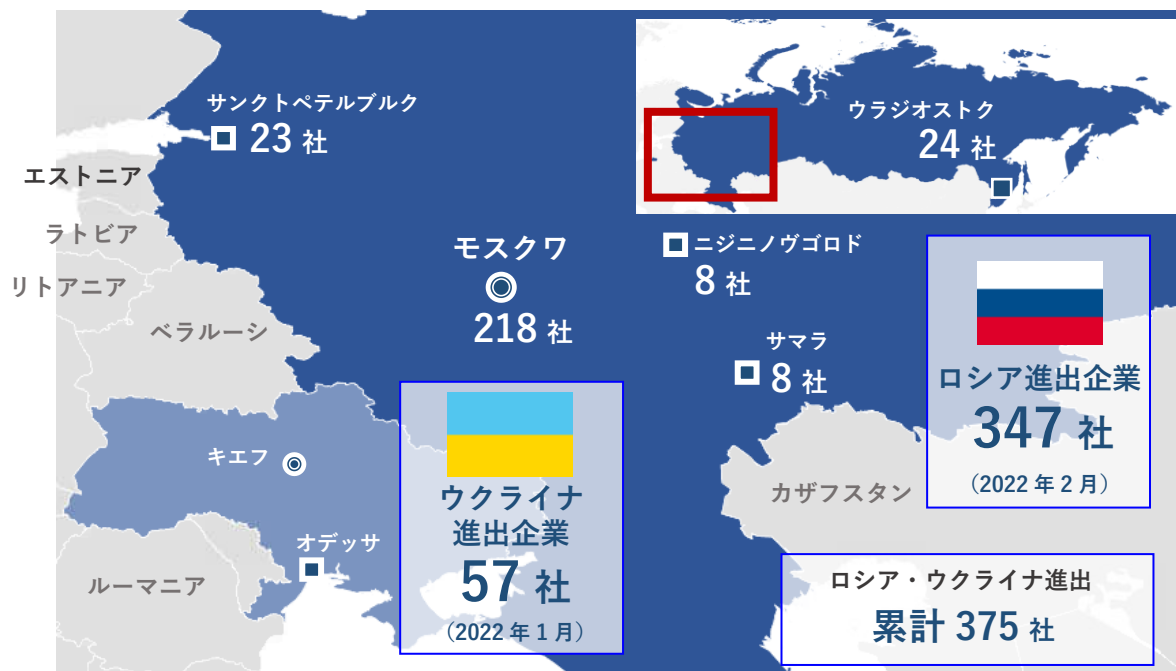 サンクトペテルブルク
23 社
ウラジオストク
24 社
エストニア
ラトビア
リトアニア
ベラルーシ
モスクワ
218 社
ニジニノヴゴロド
8 社
サマラ
8 社
ロシア進出企業
347 社
（2022 年 2 月）
キエフ
オデッサ
ルーマニア
ウクライナ
進出企業
57 社
（2022 年 1 月）
カザフスタン
ロシア・ウクライナ進出
累計 375 社